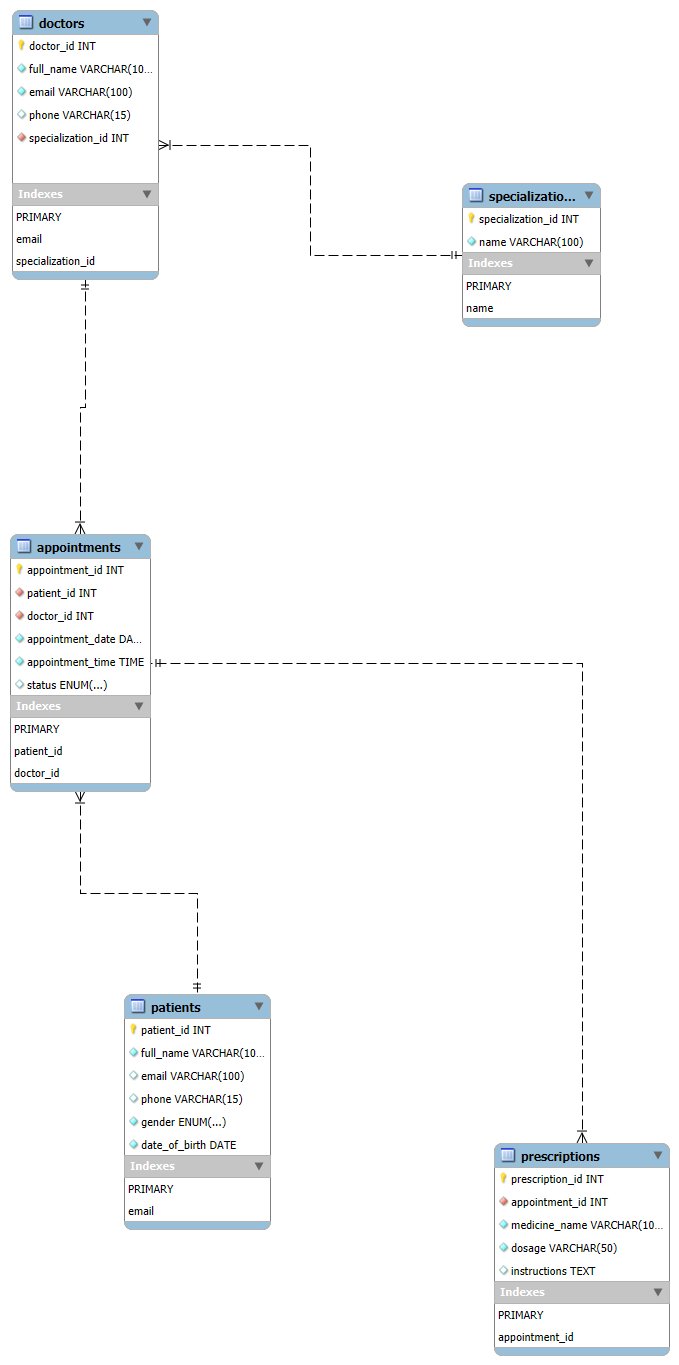 doctors
doctor_id INT
full_name VARCHAR(10...
email VARCHAR(100)
phone VARCHAR(15)
specialization_id INT
Indexes
PRIMARY
email
specialization_id
specializatio...
specialization_id INT
name VARCHAR(100)
Indexes
PRIMARY
name
appointments
appointment_id INT
patient_id INT
doctor_id INT
appointment_date DA...
appointment_time TIME
status ENUM(...)
Indexes
PRIMARY
patient_id
doctor_id
patients
patient_id INT
full_name VARCHAR(10...
email VARCHAR(100)
phone VARCHAR(15)
gender ENUM(...)
date_of_birth DATE
Indexes
PRIMARY
email
prescriptions
prescription_id INT
appointment_id INT
medicine_name VARCHAR(10...
dosage VARCHAR(50)
instructions TEXT
Indexes
PRIMARY
appointment_id